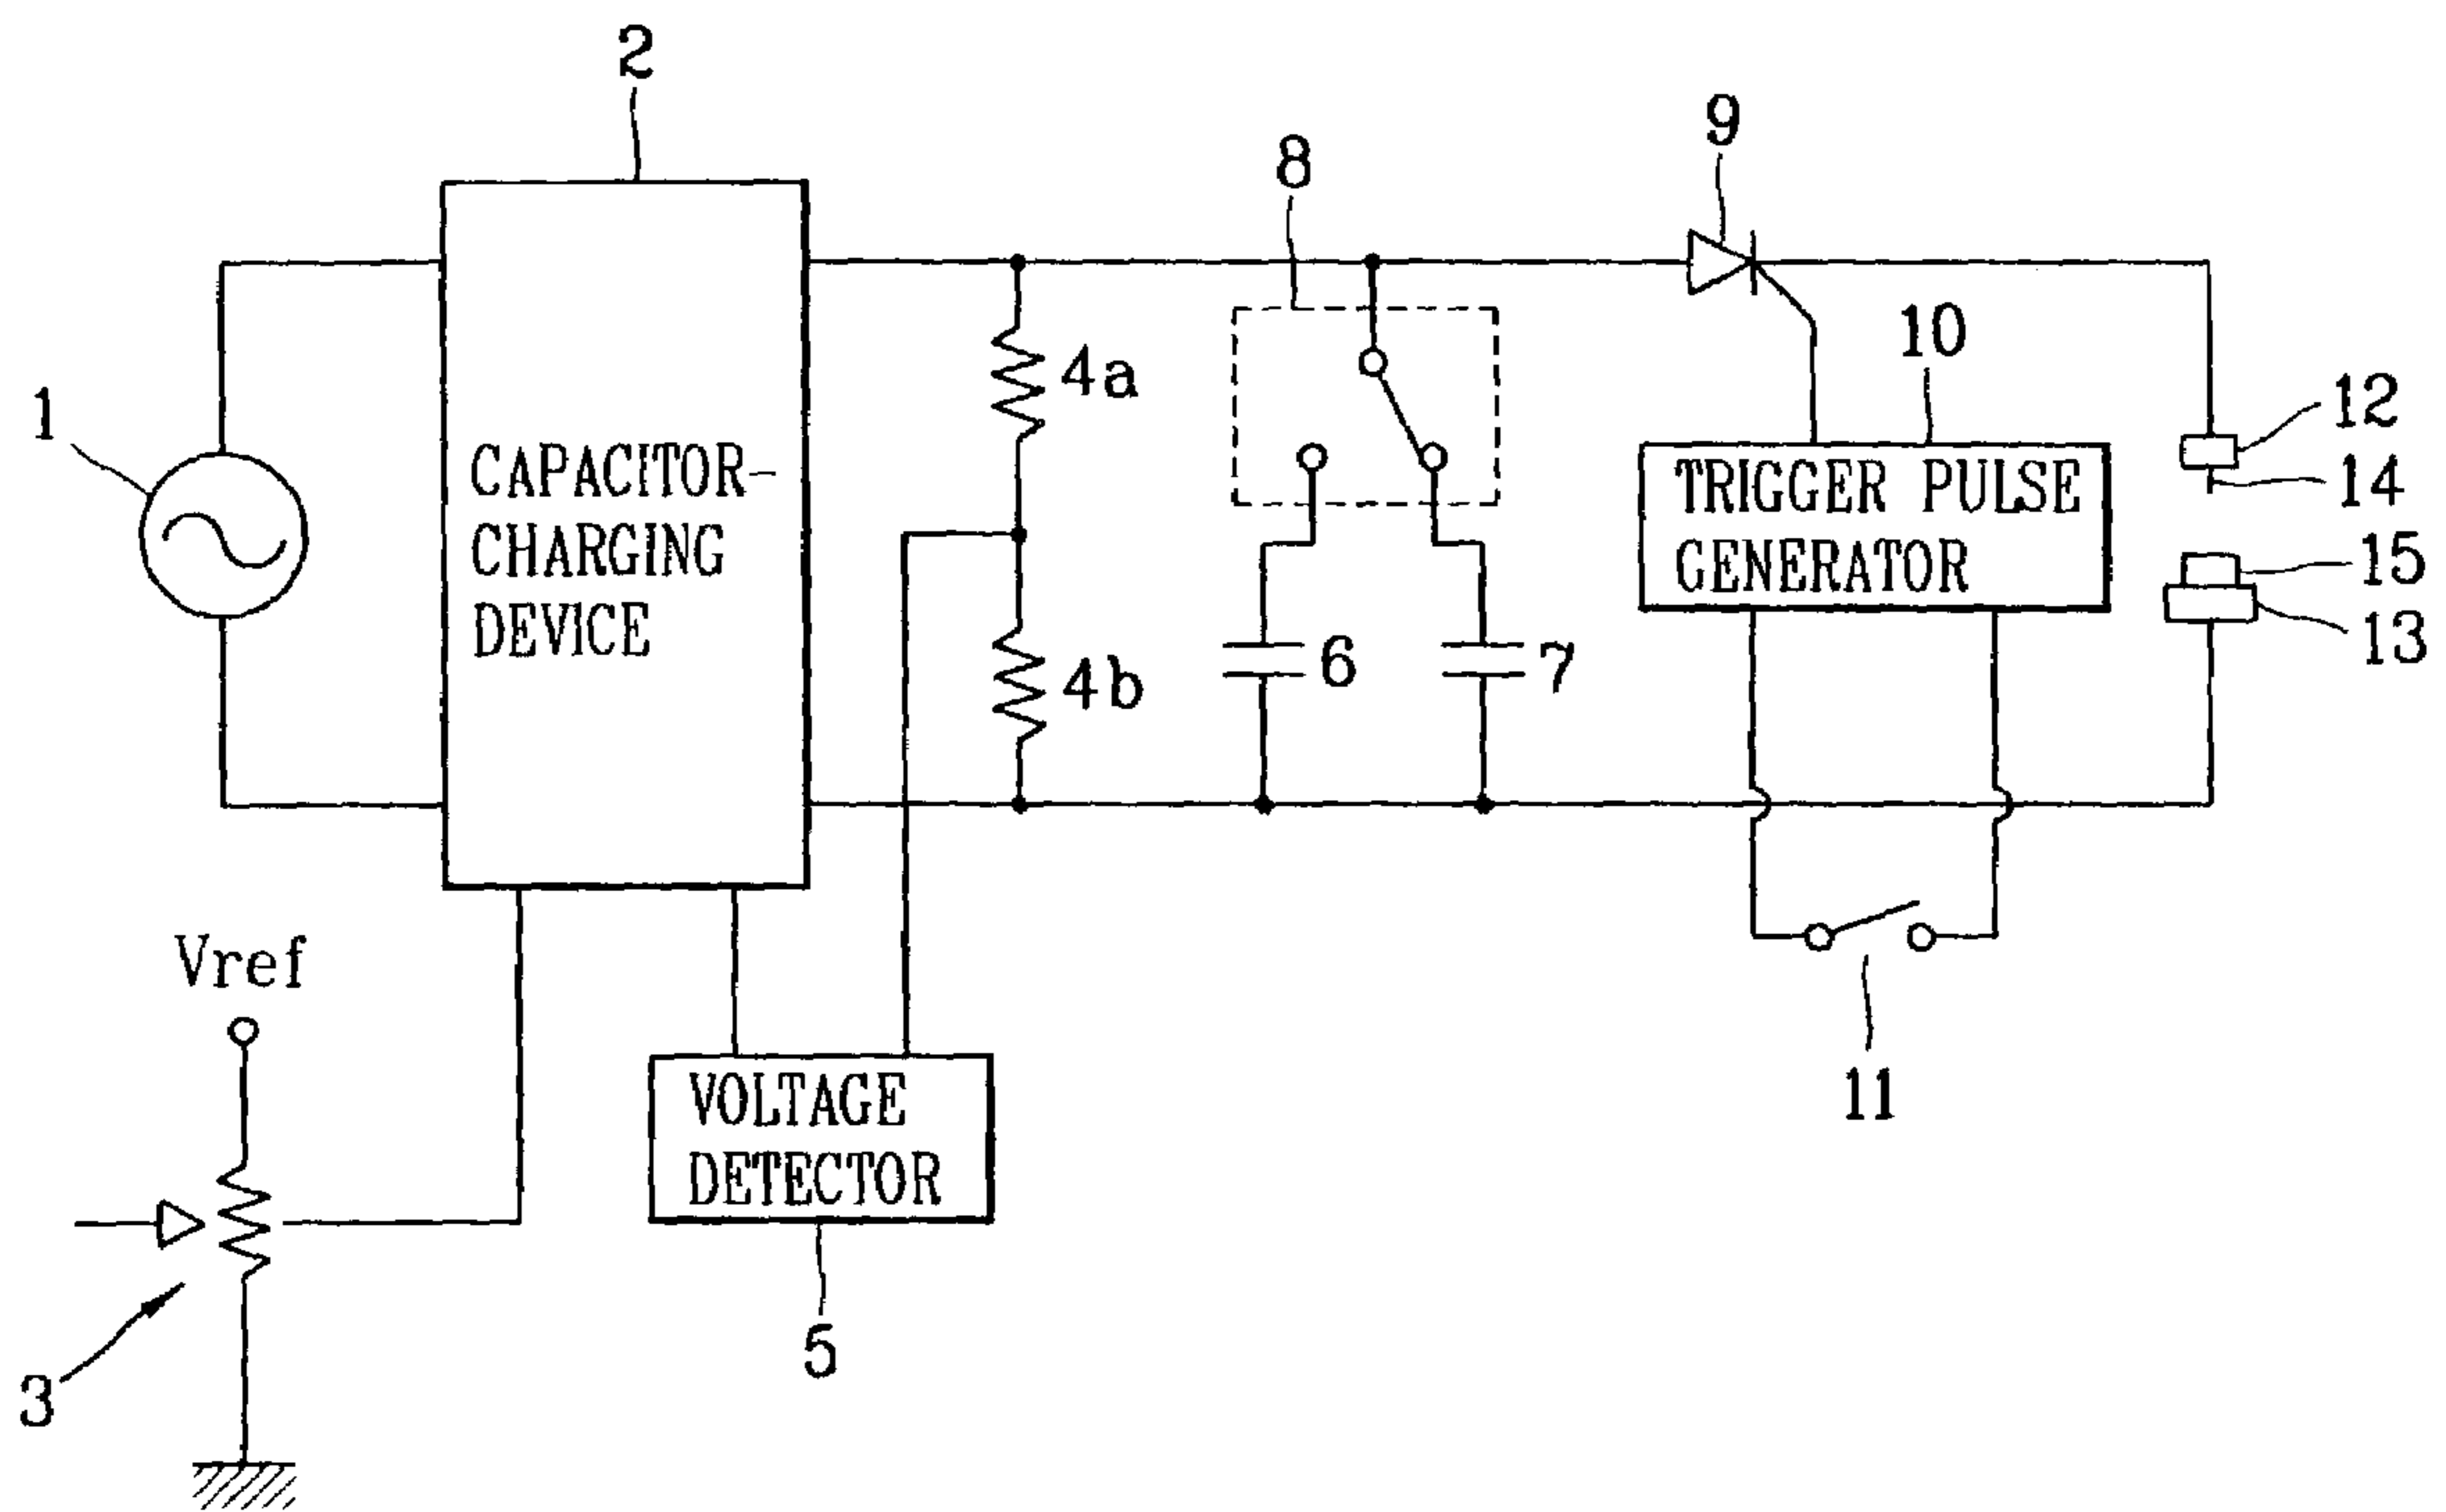 2
9
8
10
4a
12
1
CAPACITOR-
CHARGING
DEVICE
TRIGGER PULSE
GENERATOR
14
15
13
6
7
4b
Vref
11
VOLTAGE
DETECTOR
5
3